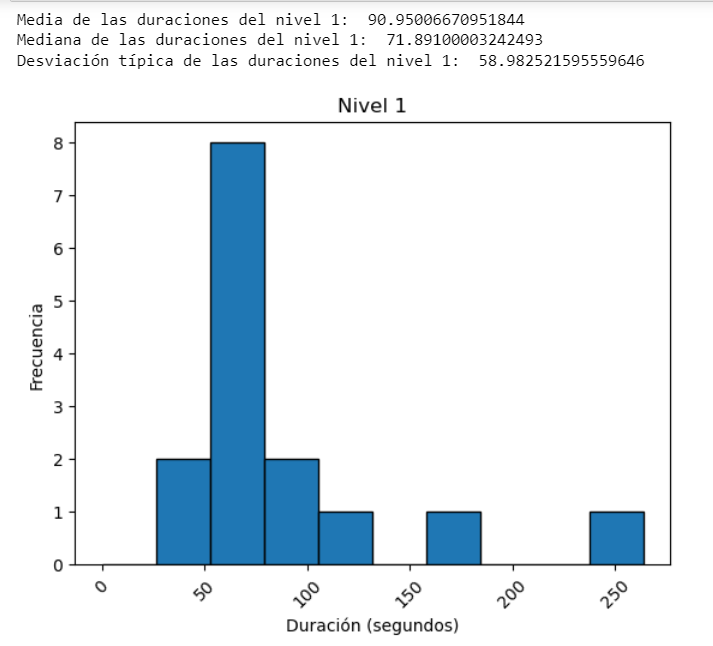 Media de las duraciones del nivel 1:  90.95006670951844
Mediana de las duraciones del nivel 1:  71.89100003242493
Desviación típica de las duraciones del nivel 1:  58.982521595559646
Nivel 1
8
7
6
5
4
3
2
1
0
Frecuencia
0
50
100
150
200
250
Duración (segundos)